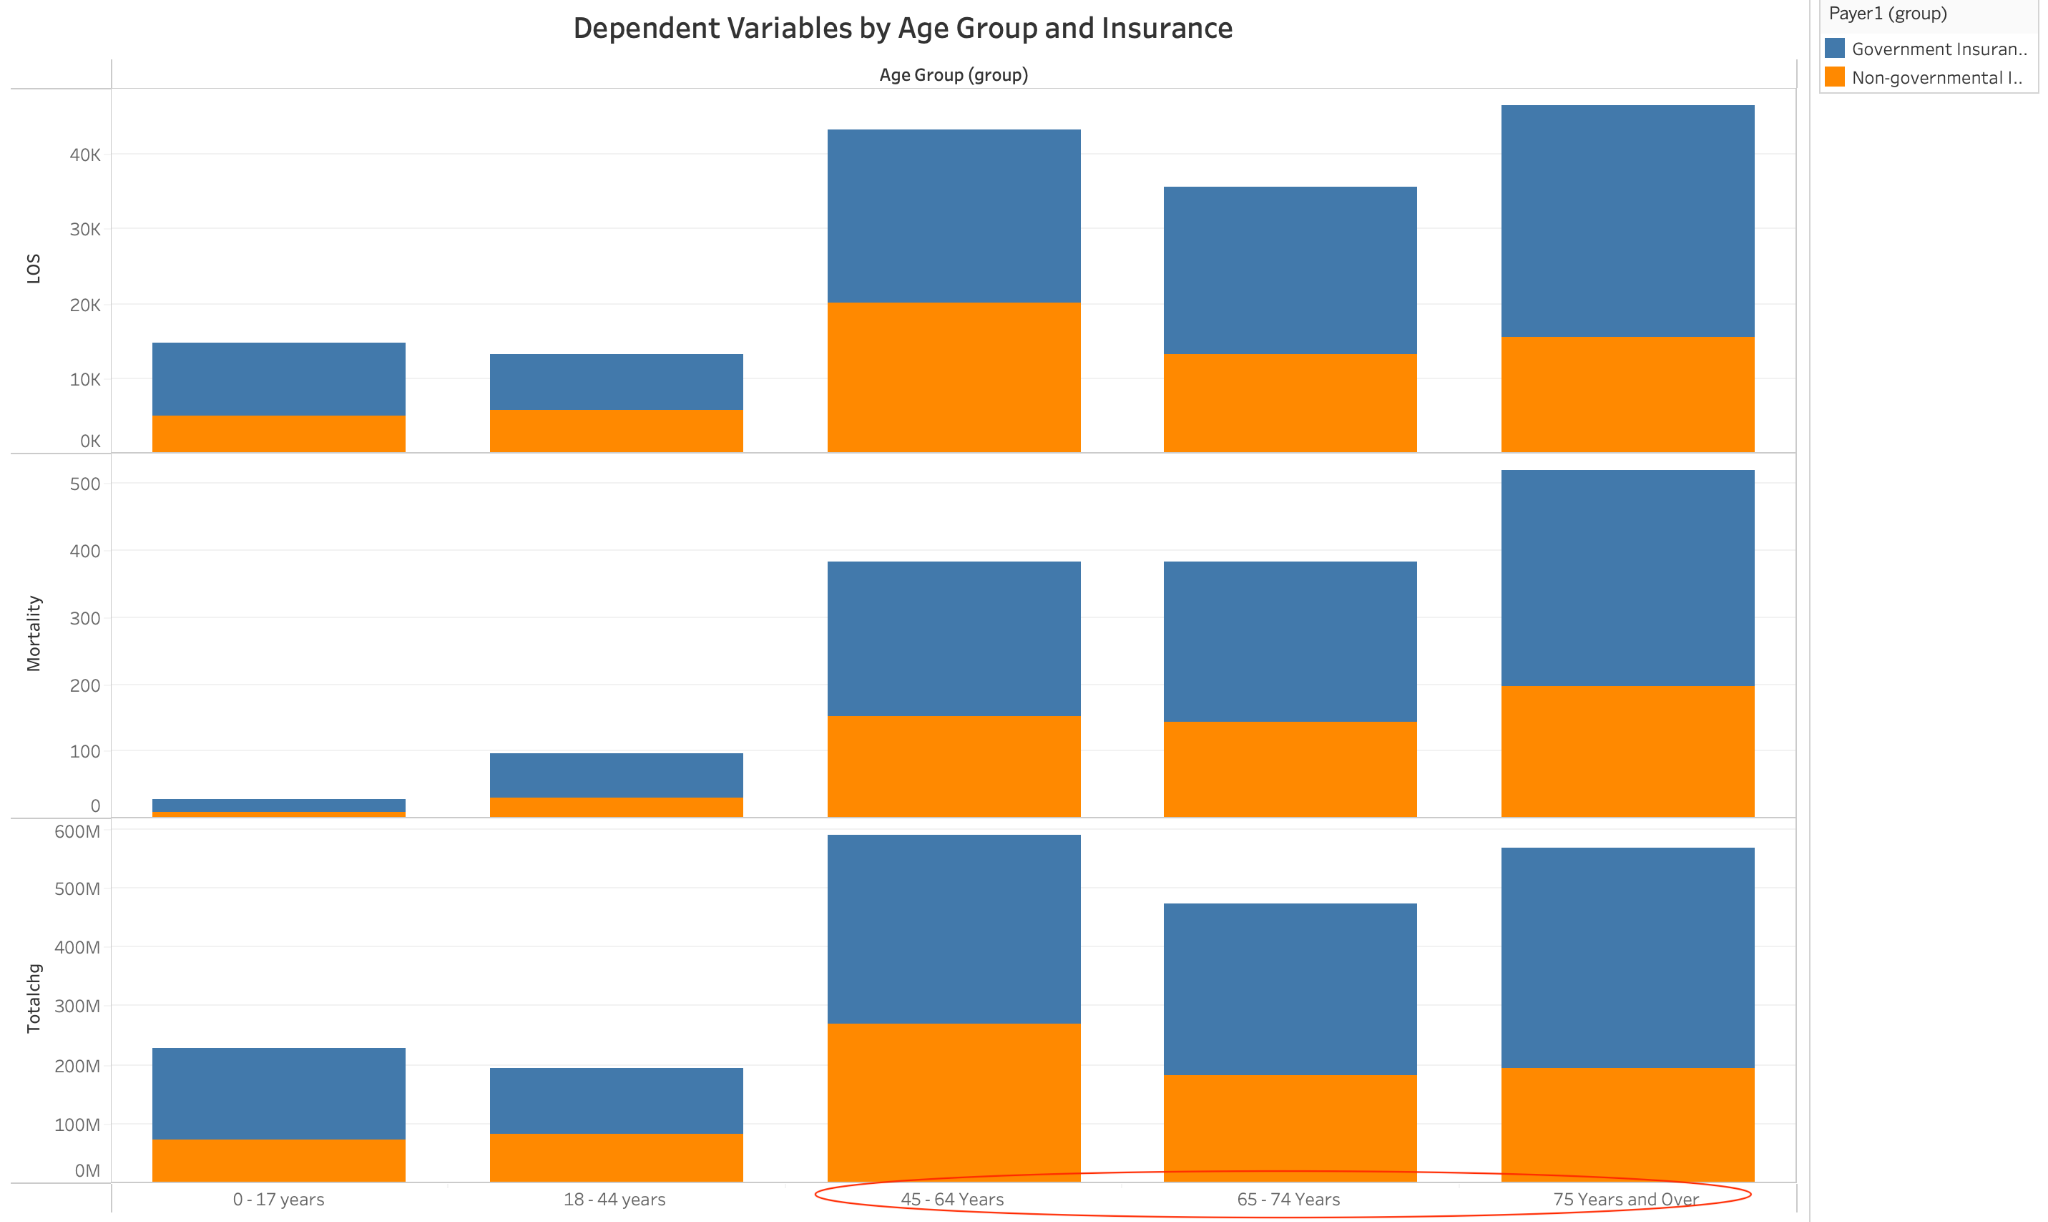 Dependent Variables by Age Group and Insurance
Payer1 (group)
Government Insuran..
Non-governmental I..
Age Group (group)
LOS
40K
30K
20K
10K
0K
Mortality
500
400
300
200
100
0
Totalchg
600M
500M
400M
300M
200M
100M
0M
0 - 17 years
18 - 44 years
45 - 64 Years
65 - 74 Years
75 Years and Over